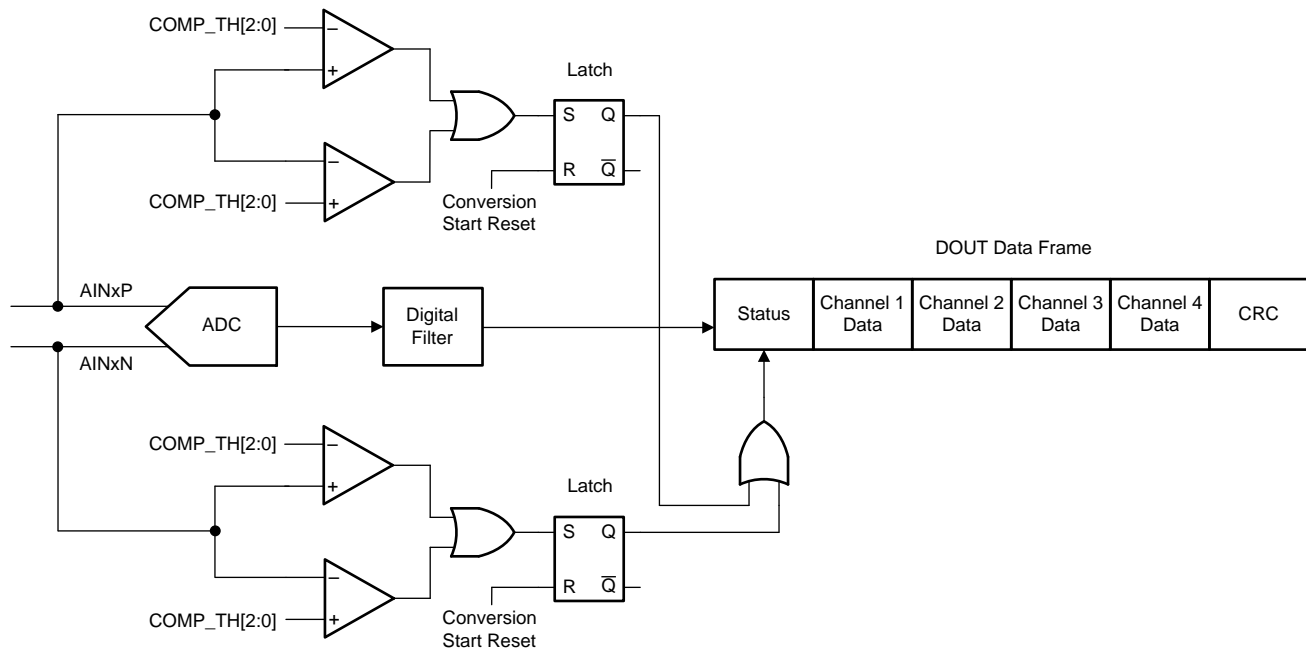 COMP_TH[2:0]
−
+
−
+
COMP_TH[2:0]
Latch
S Q
R Q̅
Conversion
Start Reset
AINxP
AINxN
ADC
Digital
Filter
DOUT Data Frame
Status
Channel 1
Data
Channel 2
Data
Channel 3
Data
Channel 4
Data
CRC
COMP_TH[2:0]
−
+
−
+
COMP_TH[2:0]
Latch
S Q
R Q̅
Conversion
Start Reset